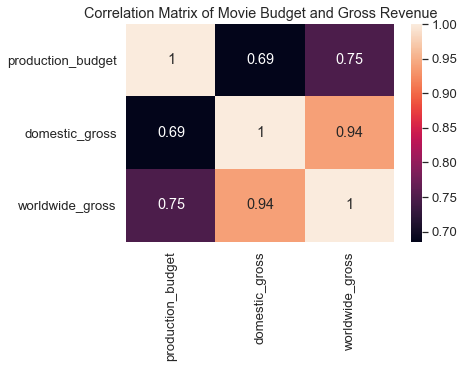 Correlation Matrix of Movie Budget and Gross Revenue
production_budget 1 0.69 0.75
domestic_gross 0.69 1 0.94
worldwide_gross 0.75 0.94 1
production_budget
domestic_gross
worldwide_gross
1.00
0.95
0.90
0.85
0.80
0.75
0.70